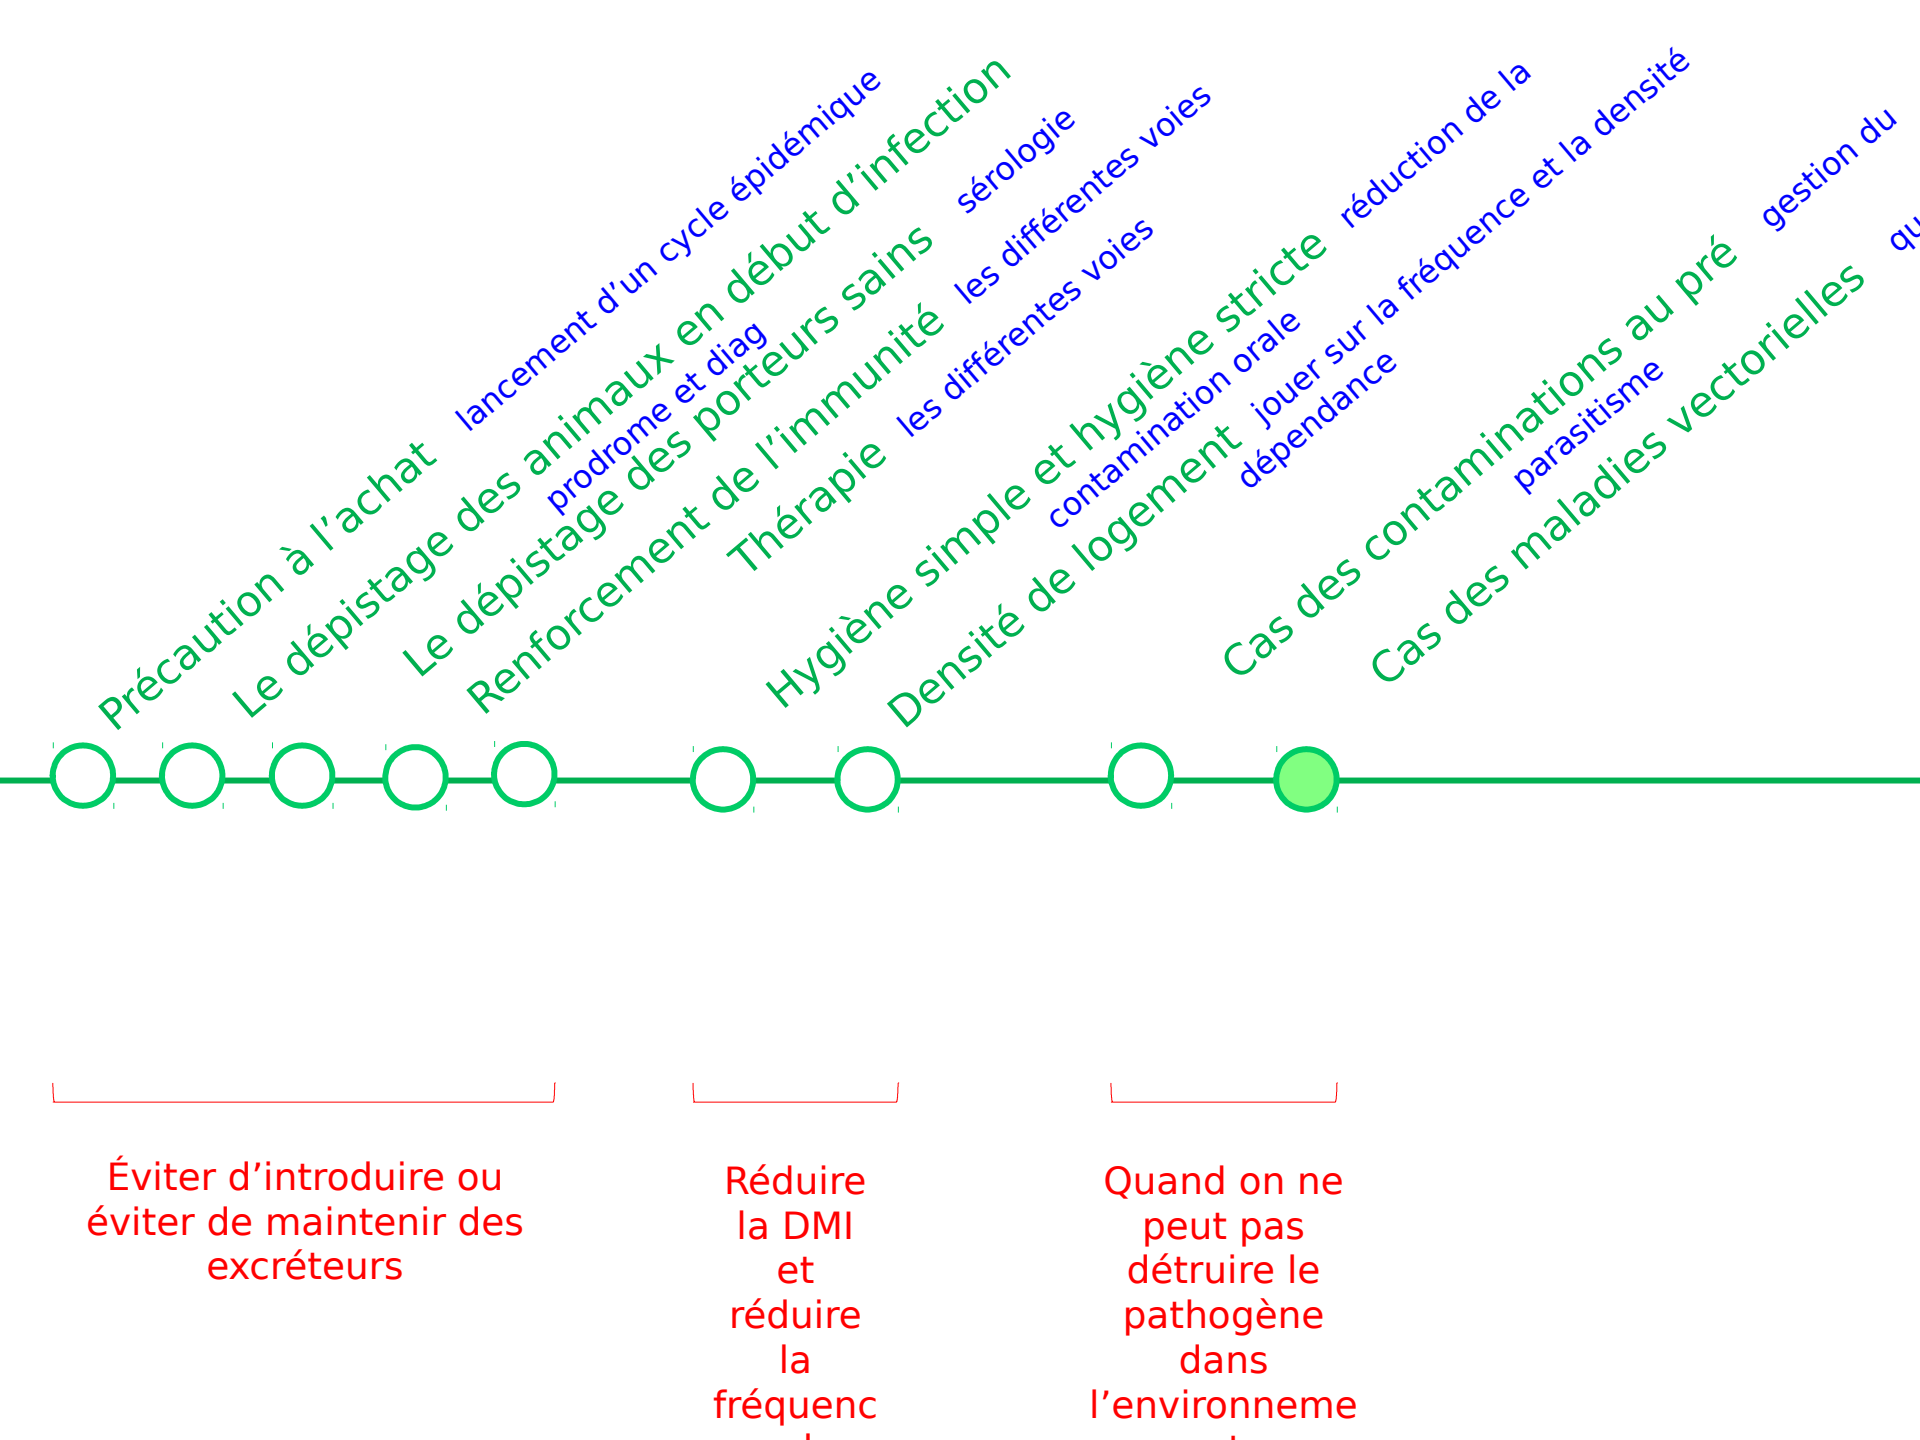 Précaution à l’achat lancement d’un cycle épidémique
Le dépistage des animaux en début d’infection
prodrome et diag
Le dépistage des porteurs sains sérologie
Renforcement de l’immunité les différentes voies
Thérapie les différentes voies
Hygiène simple et hygiène stricte réduction de la
contamination orale
Densité de logement jouer sur la fréquence et la densité
dépendance
Cas des contaminations au pré gestion du
parasitisme
Cas des maladies vectorielles qu
Éviter d’introduire ou
éviter de maintenir des
excréteurs
Réduire
la DMI
et
réduire
la
fréquenc
Quand on ne
peut pas
détruire le
pathogène
dans
l’environneme